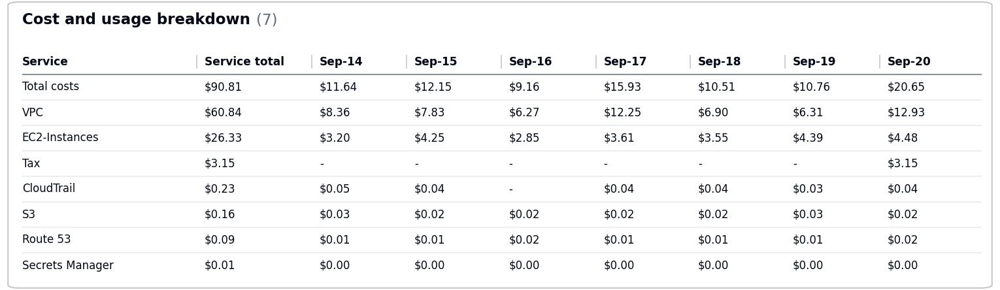 Cost and usage breakdown (7)
Service Service total Sep-14 Sep-15 Sep-16 Sep-17 Sep-18 Sep-19 Sep-20
Total costs $90.81 $11.64 $12.15 $9.16 $15.93 $10.51 $10.76 $20.65
VPC $60.84 $8.36 $7.83 $6.27 $12.25 $6.90 $6.31 $12.93
EC2-Instances $26.33 $3.20 $4.25 $2.85 $3.61 $3.55 $4.39 $4.48
Tax $3.15 - - - - - - $3.15
CloudTrail $0.23 $0.05 $0.04 - $0.04 $0.04 $0.03 $0.04
S3 $0.16 $0.03 $0.02 $0.02 $0.02 $0.02 $0.03 $0.02
Route 53 $0.09 $0.01 $0.01 $0.02 $0.01 $0.01 $0.01 $0.02
Secrets Manager $0.01 $0.00 $0.00 $0.00 $0.00 $0.00 $0.00 $0.00